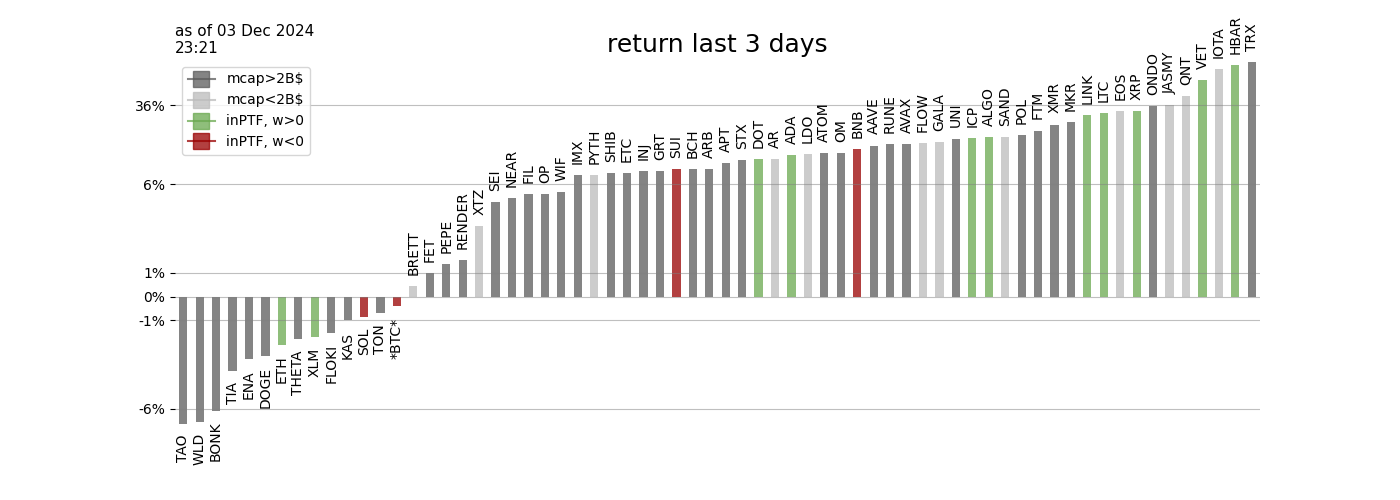 as of 03 Dec 2024
23:21
return last 3 days
mcap>2B$
mcap<2B$
inPTF, w>0
inPTF, w<0
36%
6%
1%
0%
-1%
-6%
TAO
WLD
BONK
TIA
ENA
DOGE
ETH
THETA
XLM
FLOKI
KAS
SOL
TON
*BTC*
BRETT
FET
PEPE
RENDER
XTZ
SEI
NEAR
FIL
OP
WIF
IMX
PYTH
SHIB
ETC
INJ
GRT
SUI
BCH
ARB
APT
STX
DOT
AR
ADA
LDO
ATOM
OM
BNB
AAVE
RUNE
AVAX
FLOW
GALA
UNI
ICP
ALGO
SAND
POL
FTM
XMR
MKR
LINK
LTC
EOS
XRP
ONDO
JASMY
QNT
VET
IOTA
HBAR
TRX